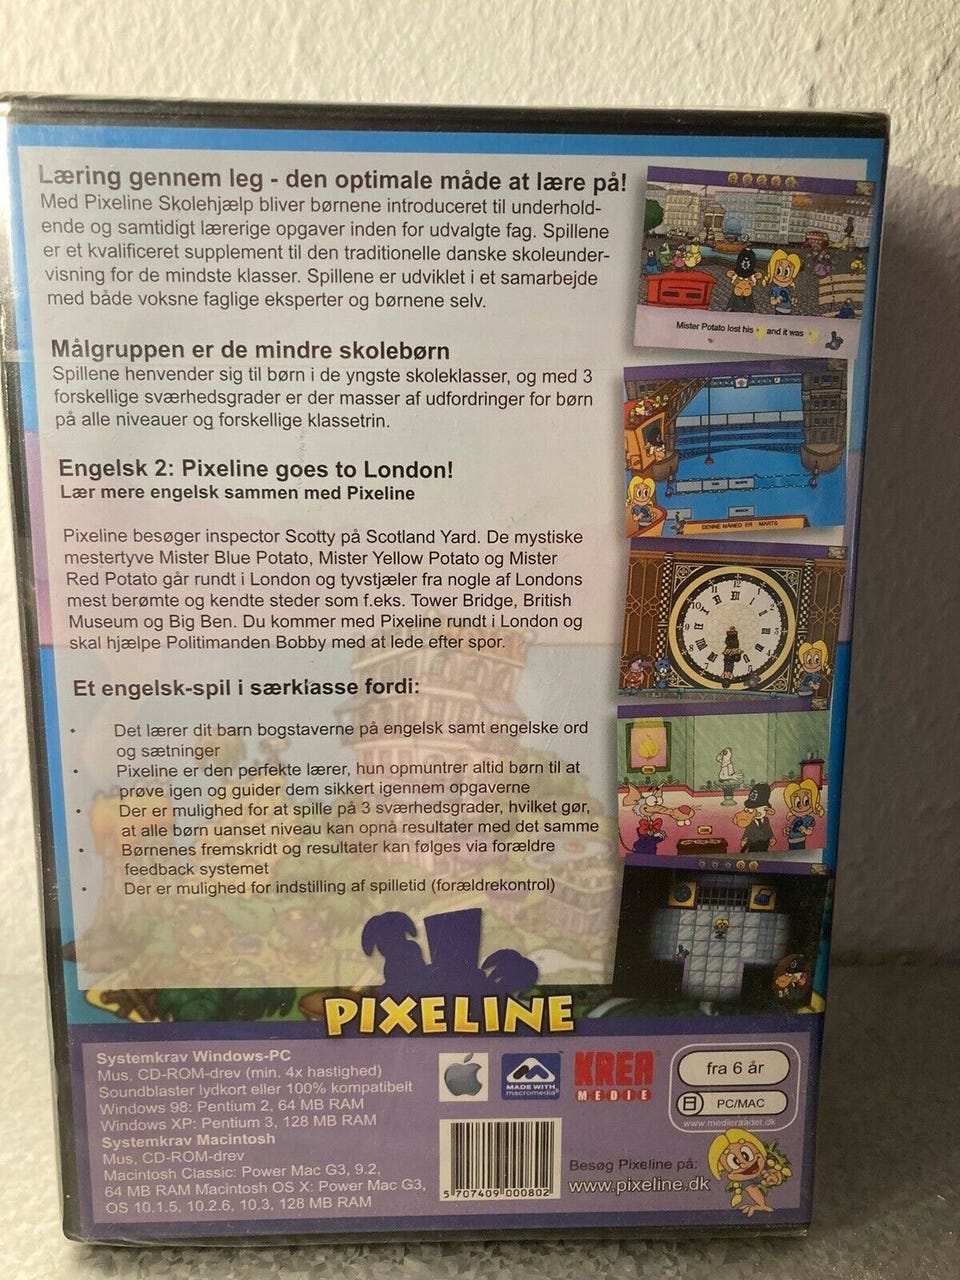 Læring gennem leg - den optimale måde at lære på!
Med Pixeline Skolehjælp bliver børnene introduceret til underhold-
ende og samtidigt lærerige opgaver inden for udvalgte fag. Spillene
er et kvalificeret supplement til den traditionelle danske skoleunder-
visning for de mindste klasser. Spillerne er udviklet i et samarbejde
med både voksne faglige eksperter og børnene selv.
Målgruppen er de mindre skolebørn
Spillene henvender sig til børn i de yngste skoleklasser, og med 3
forskellige sværhedsgrader er der masser af udfordringer for børn
på alle niveauer og forskellige klassetrin.
Engelsk 2: Pixeline goes to London!
Lær mere engelsk sammen med Pixeline
Pixeline besøger inspector Scotty på Scotland Yard. De mystiske
mestertyve Mister Blue Potato, Mister Yellow Potato og Mister
Red Potato går rundt i London og tyvstjæler fra nogle af Londons
mest berømte og kendte steder som f.eks. Tower Bridge, British
Museum og Big Ben. Du kommer med Pixeline rundt i London og
skal hjælpe Politimanden Bobby med at lede efter spor.
Et engelsk-spil i særklasse fordi:
• Det lærer dit barn bogstaverne på engelsk samt engelske ord
og sætninger
• Pixeline er den perfekte lærer, hun opmuntrer altid børn til at
prøve igen og guider dem sikkert igennem opgaverne
• Der er mulighed for at spille på 3 sværhedsgrader, hvilket gør,
at alle børn uanset niveau kan opnå resultater med det samme
• Børnenes fremskridt og resultater kan følges via forældre
feedback systemet
• Der er mulighed for indstilling af spilletid (forældrekontrol)
Mister Potato lost his and it was
DENNE MÅNED ER MARTS
PIXELINE
Systemkrav Windows-PC
Mus, CD-ROM-drev (min. 4x hastighed)
Soundblaster lydkort eller 100% kompatibelt
Windows 98: Pentium 2, 64 MB RAM
Windows XP: Pentium 3, 128 MB RAM
Systemkrav Macintosh
Mus, CD-ROM-drev
Macintosh Classic: Power Mac G3, 9.2,
64 MB RAM Macintosh OS X: Power Mac G3,
OS 10.1.5, 10.2.6, 10.3, 128 MB RAM
MADE WITH
macromedia®
KREA
MEDIE
5 707409 000802
fra 6 år
PC/MAC
www.medieraadet.dk
Besøg Pixeline på:
www.pixeline.dk